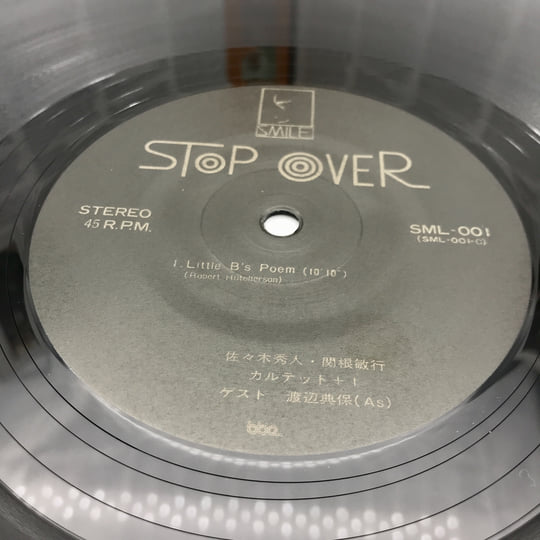 SMILE
STOP OVER
STEREO
45 R.P.M.
SML-001
(SML-001-C)
1. Little B's Poem (10'10")
(Robert Hutcherson)
佐々木秀人・関根敏行
カルテット+1
ゲスト 渡辺典保(As)
bbq.